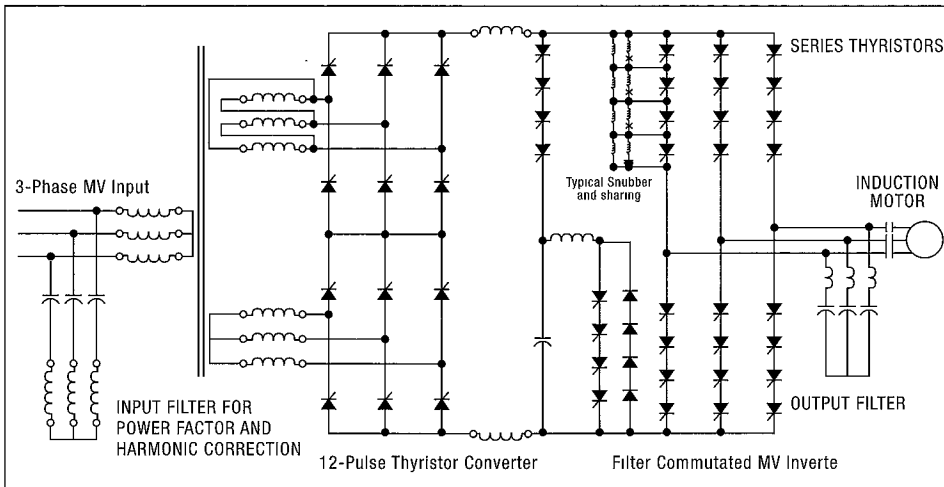 SERIES THYRISTORS
3-Phase MV Input
Typical Snubber
and sharing
INDUCTION
MOTOR
INPUT FILTER FOR
POWER FACTOR AND
HARMONIC CORRECTION
OUTPUT FILTER
12-Pulse Thyristor Converter
Filter Commutated MV Inverte